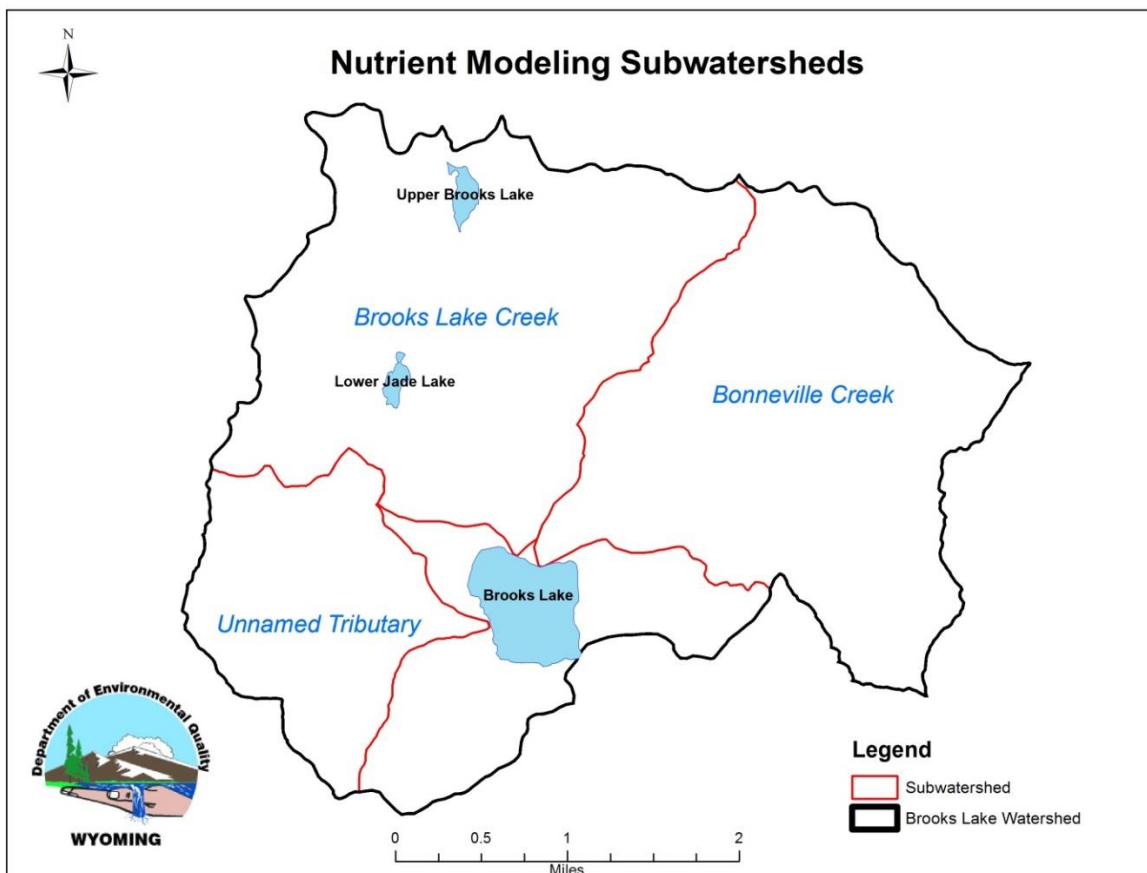 N
Nutrient Modeling Subwatersheds
Upper Brooks Lake
Brooks Lake Creek
Lower Jade Lake
Bonneville Creek
Brooks Lake
Unnamed Tributary
Department of Environmental Quality
WYOMING
Legend
Subwatershed
Brooks Lake Watershed
0 0.5 1 2
Miles